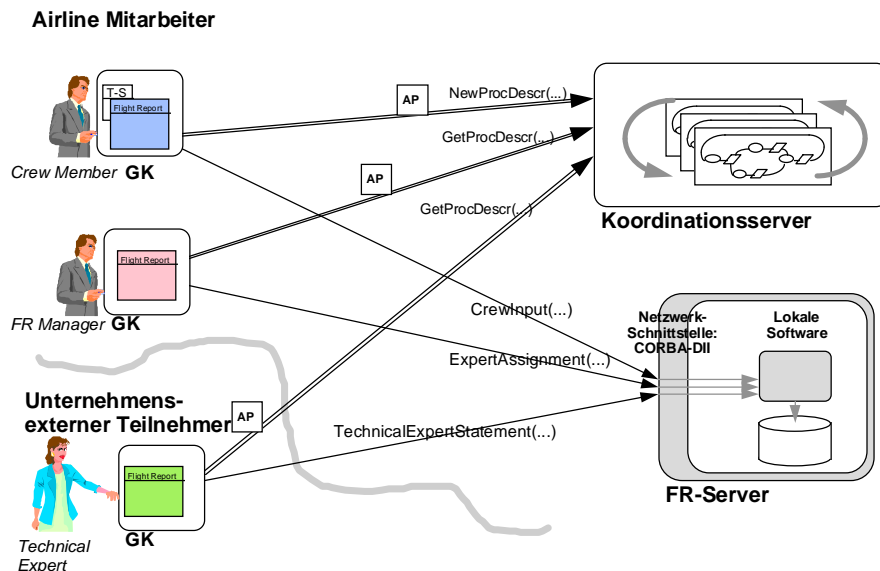 Airline Mitarbeiter
T-S
Flight Report
Crew Member
GK
AP
NewProcDescr(...)
GetProcDescr(...)
AP
GetProcDescr(...)
Koordinationsserver
Flight Report
FR Manager
GK
CrewInput(...)
ExpertAssignment(...)
Netzwerk-
Schnittstelle:
CORBA-DII
Lokale
Software
Unternehmens-
externer Teilnehmer
AP
TechnicalExpertStatement(...)
Flight Report
GK
FR-Server
Technical
Expert